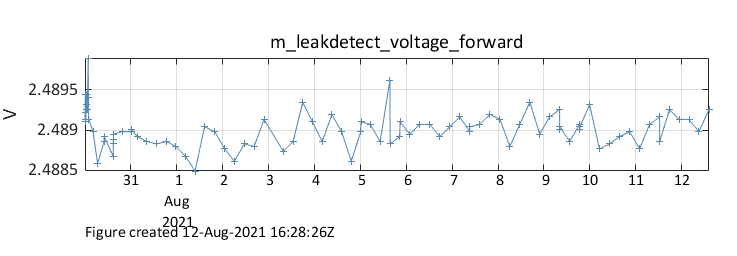 m_leakdetect_voltage_forward
V
2.4895
2.489
2.4885
31 1 2 3 4 5 6 7 8 9 10 11 12
Aug
2021
Figure created 12-Aug-2021 16:28:26Z